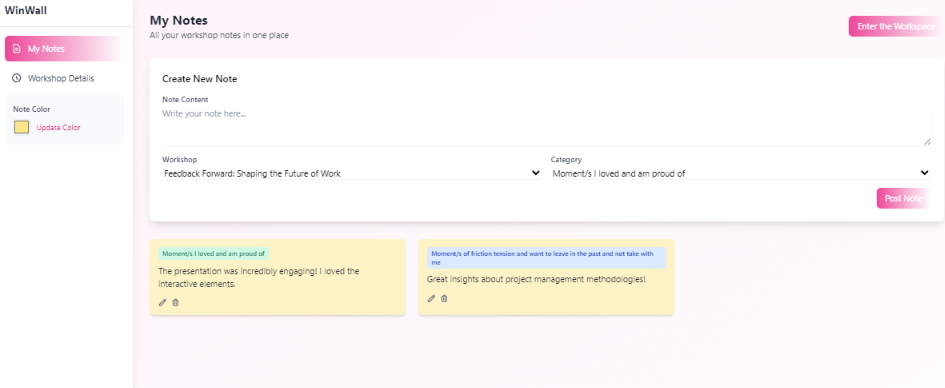 WinWall
My Notes
Workshop Details
Note Color
Update Color
My Notes
All your workshop notes in one place
Enter the Workspace
Create New Note
Note Content
Write your note here...
Workshop
Feedback Forward: Shaping the Future of Work
Category
Moment/s I loved and am proud of
Post Note
Moment/s I loved and am proud of
The presentation was incredibly engaging! I loved the
interactive elements.
Moment/s of friction tension and want to leave in the past and not take with
me
Great insights about project management methodologies!